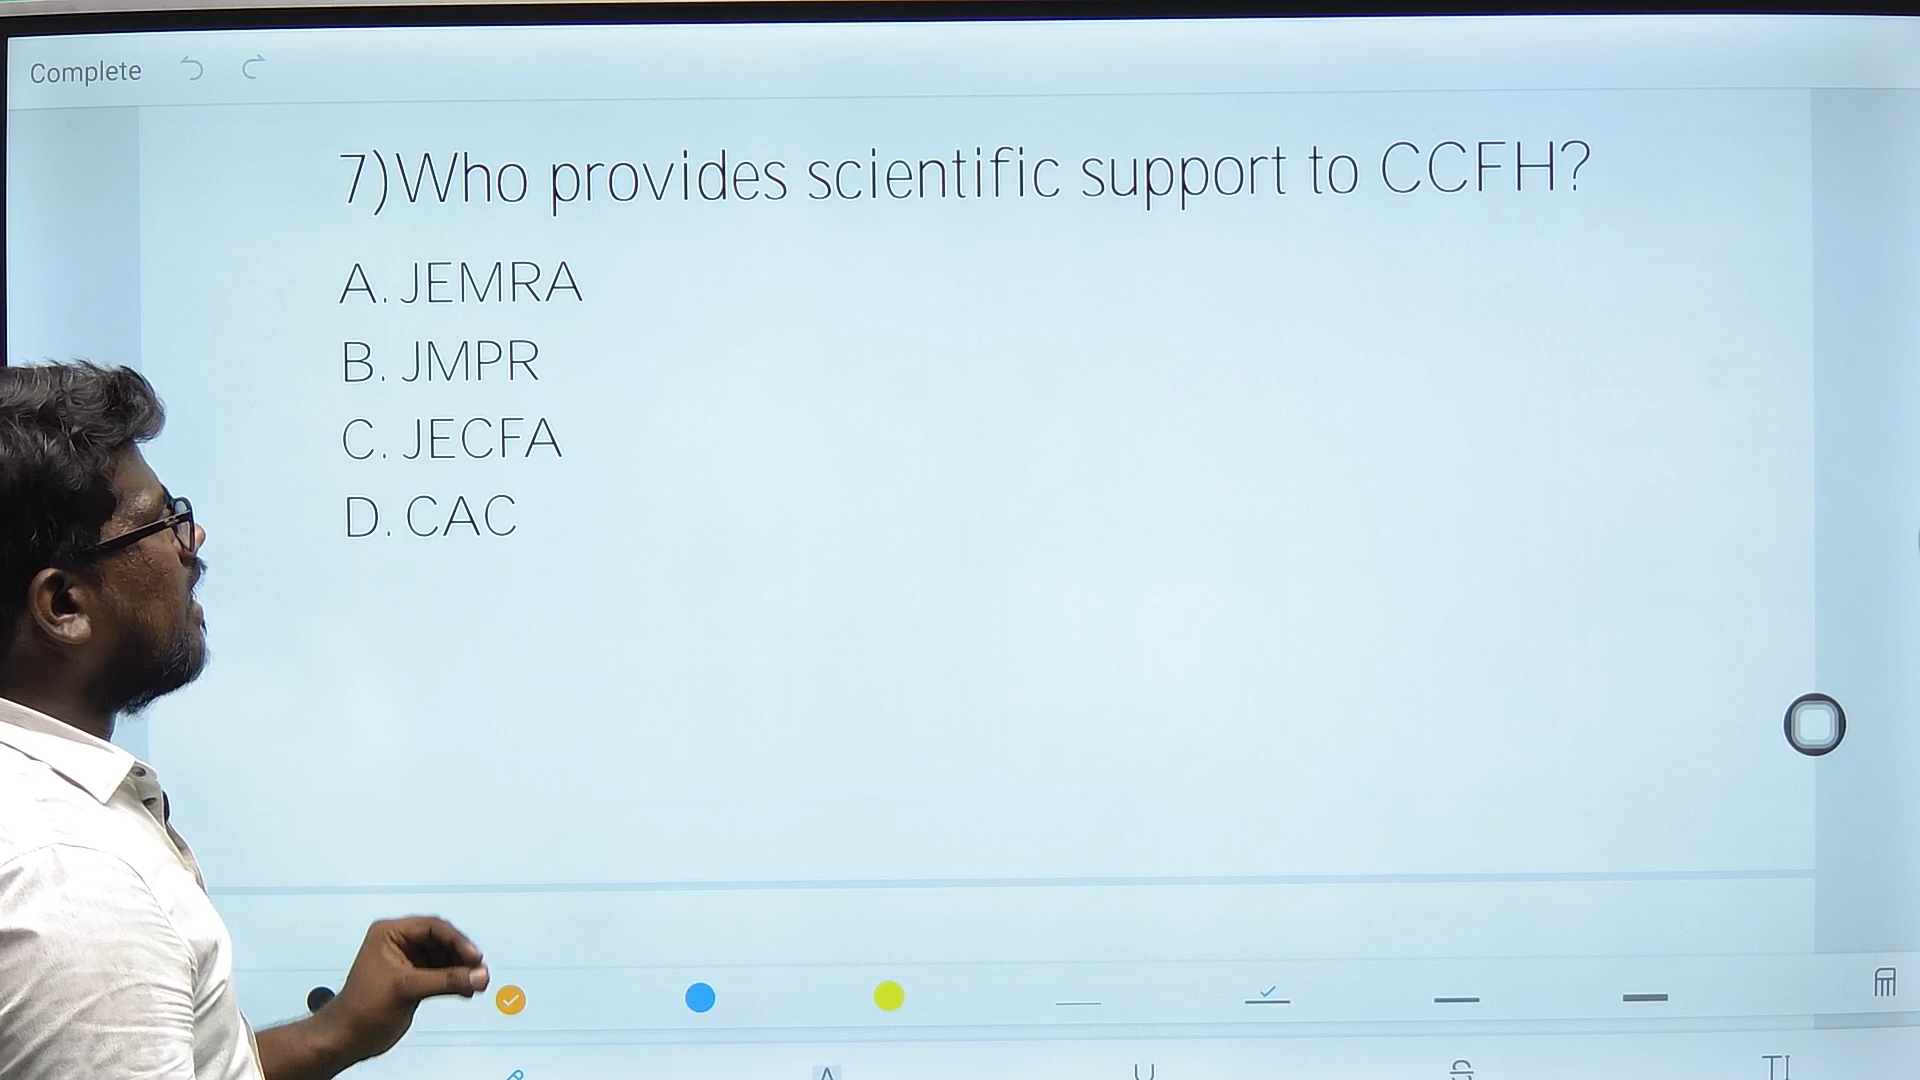 Complete
7)Who provides scientific support to CCFH?
A. JEMRA
B. JMPR
C. JECFA
D. CAC